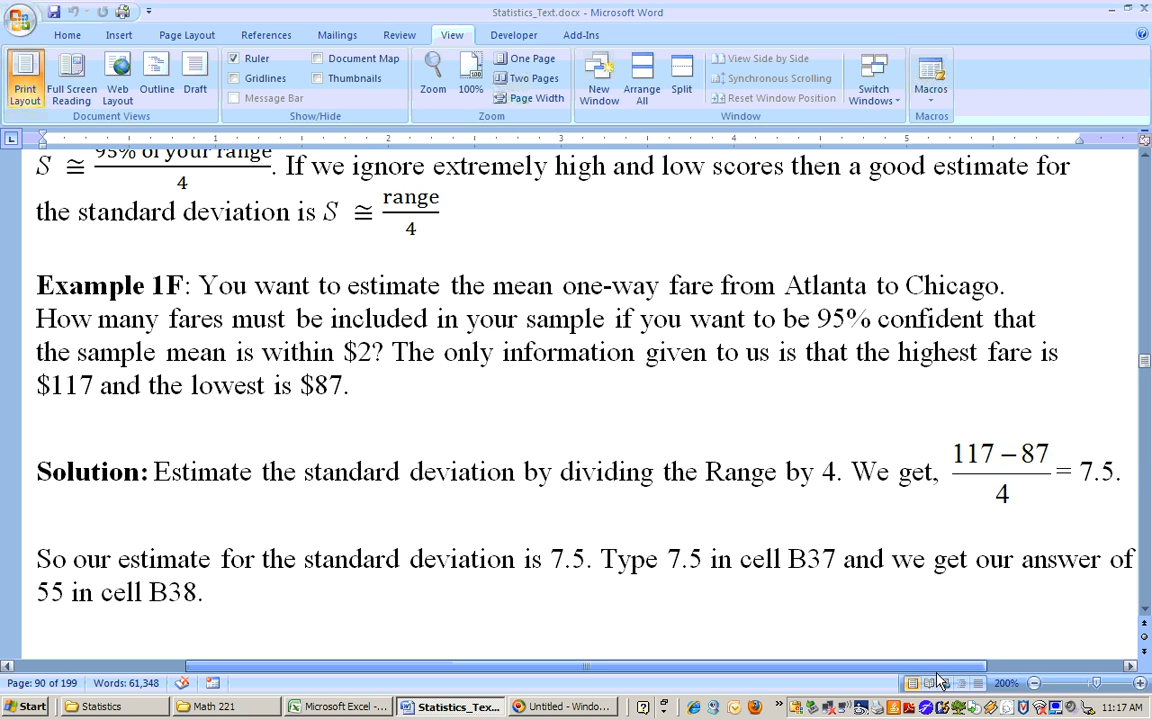 Statistics_Text.docx - Microsoft Word
Home Insert Page Layout References Mailings Review View Developer Add-Ins
Print Layout
Full Screen Reading
Web Layout
Outline
Draft
Document Views
Ruler
Gridlines
Message Bar
Document Map
Thumbnails
Show/Hide
Zoom
100%
One Page
Two Pages
Page Width
Zoom
New Window
Arrange All
Split
View Side by Side
Synchronous Scrolling
Reset Window Position
Window
Switch Windows
Macros
Macros
1 2 3 4 5
S ≅ 95% of your range / 4. If we ignore extremely high and low scores then a good estimate for
the standard deviation is S ≅ range / 4
Example 1F: You want to estimate the mean one-way fare from Atlanta to Chicago.
How many fares must be included in your sample if you want to be 95% confident that
the sample mean is within $2? The only information given to us is that the highest fare is
$117 and the lowest is $87.
Solution: Estimate the standard deviation by dividing the Range by 4. We get, 117 – 87 / 4 = 7.5.
So our estimate for the standard deviation is 7.5. Type 7.5 in cell B37 and we get our answer of
55 in cell B38.
Page: 90 of 199 Words: 61,348 200%
Start Statistics Math 221 Microsoft Excel -... Statistics_Tex... Untitled - Windo... 11:17 AM